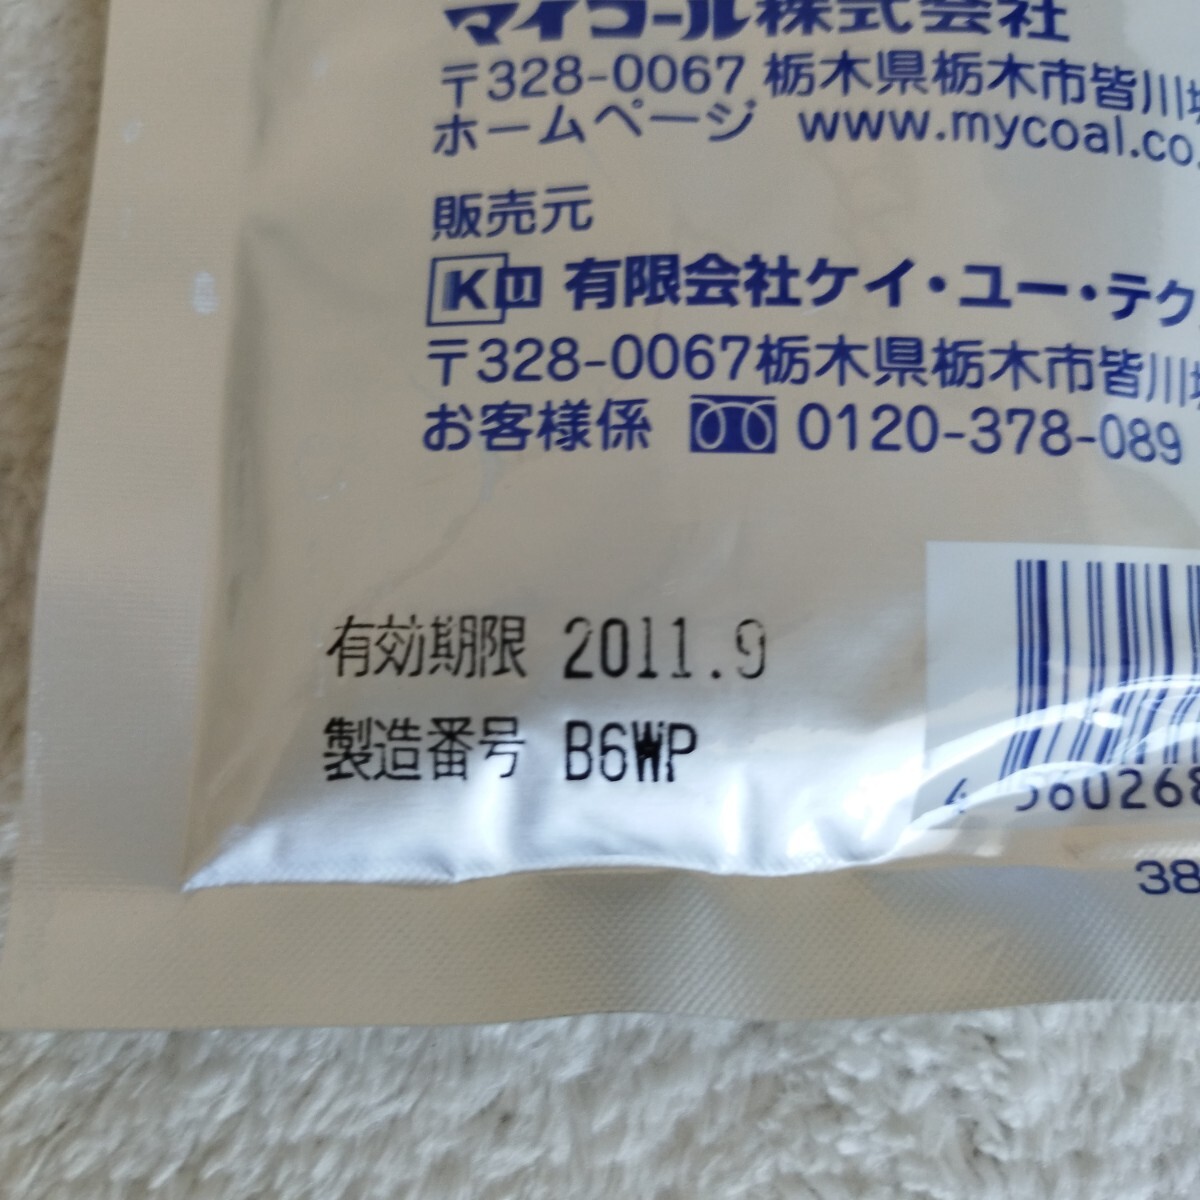 マイコール株式会社
〒328-0067 栃木県栃木市皆川
ホームページ www.mycoal.co.
販売元
KU 有限会社ケイ・ユー・テク
〒328-0067栃木県栃木市皆川
お客様係 0120-378-089
有効期限 2011.9
製造番号 B6WP
4 560268
38